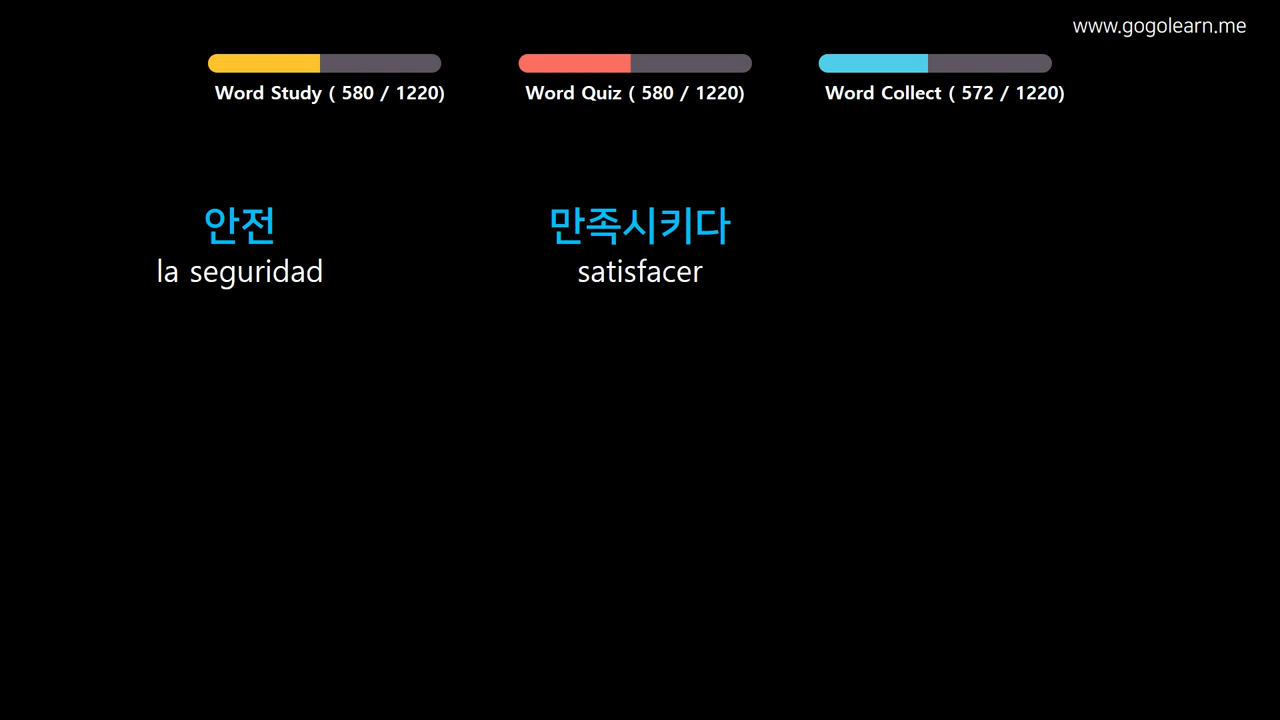 www.gogolearn.me
Word Study ( 580 / 1220)
Word Quiz ( 580 / 1220)
Word Collect ( 572 / 1220)
안전
la seguridad
만족시키다
satisfacer